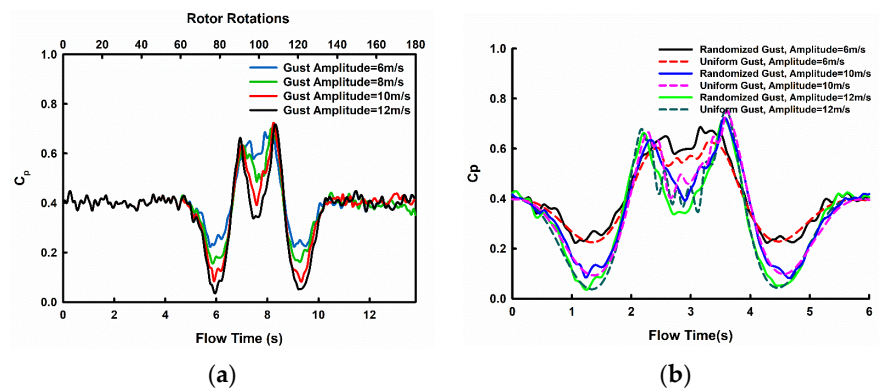 Rotor Rotations
0 20 40 60 80 100 120 140 160 180
1.0
0.8
0.6
0.4
0.2
0.0
Cp
Gust Amplitude=6m/s
Gust Amplitude=8m/s
Gust Amplitude=10m/s
Gust Amplitude=12m/s
0 2 4 6 8 10 12
Flow Time (s)
(a)
1.0
0.8
0.6
0.4
0.2
0.0
Cp
Randomized Gust, Amplitude=6m/s
Uniform Gust, Amplitude=6m/s
Randomized Gust, Amplitude=10m/s
Uniform Gust, Amplitude=10m/s
Randomized Gust, Amplitude=12m/s
Uniform Gust, Amplitude=12m/s
0 1 2 3 4 5 6
Flow Time(s)
(b)